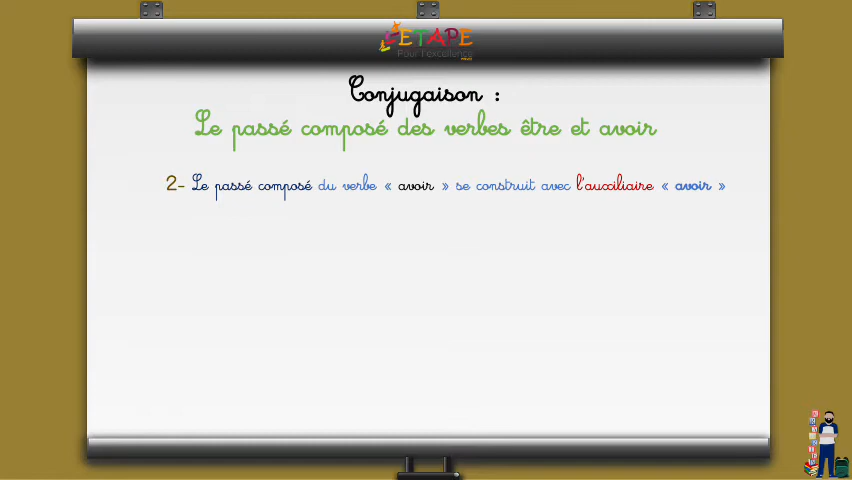 ETAPE
Pour l'excellence
Conjugaison :
Le passé composé des verbes être et avoir
2- Le passé composé du verbe « avoir » se construit avec l'auxiliaire « avoir »